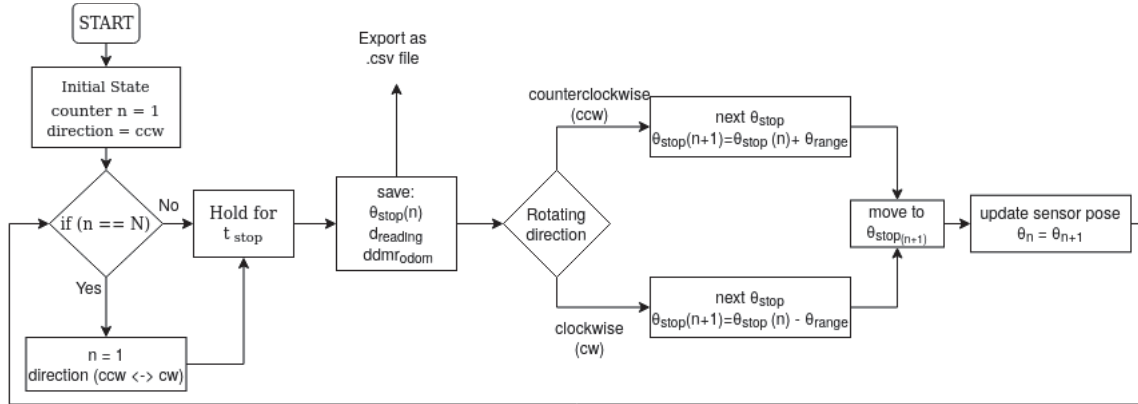 START
Initial State
counter n = 1
direction = ccw
if (n == N)
No
Yes
n = 1
direction (ccw <-> cw)
Hold for
t stop
Export as
.csv file
save:
θstop(n)
dreading
ddmrodom
Rotating
direction
counterclockwise
(ccw)
next θstop
θstop(n+1)=θstop (n)+ θrange
clockwise
(cw)
next θstop
θstop(n+1)=θstop (n) - θrange
move to
θstop(n+1)
update sensor pose
θn = θn+1